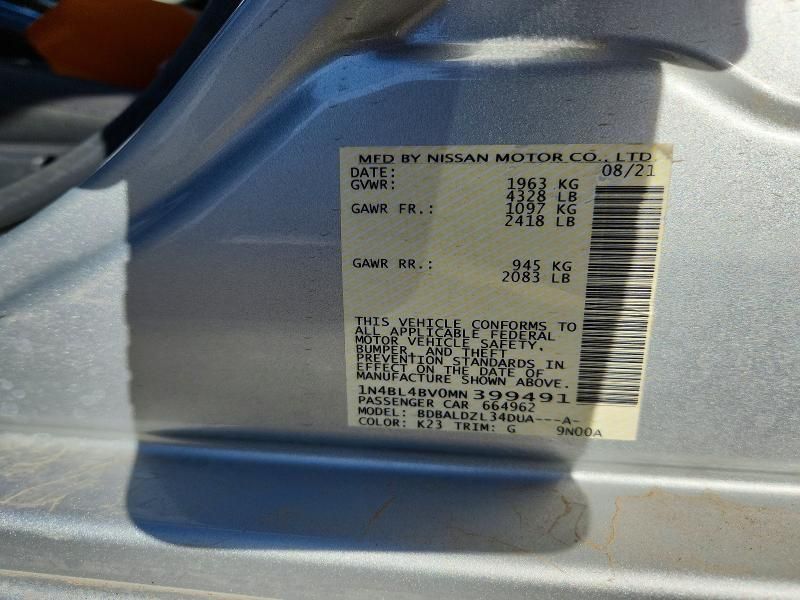 MFD BY NISSAN MOTOR CO., LTD
DATE: 08/21
GVWR: 1963 KG
4328 LB
GAWR FR.: 1097 KG
2418 LB
GAWR RR.: 945 KG
2083 LB
THIS VEHICLE CONFORMS TO
ALL APPLICABLE FEDERAL
MOTOR VEHICLE SAFETY,
BUMPER, AND THEFT
PREVENTION STANDARDS IN
EFFECT ON THE DATE OF
MANUFACTURE SHOWN ABOVE.
1N4BL4BV0MN 399491
PASSENGER CAR 664962
MODEL: BDBALDZL34DUA---A-
COLOR: K23 TRIM: G 9N00A